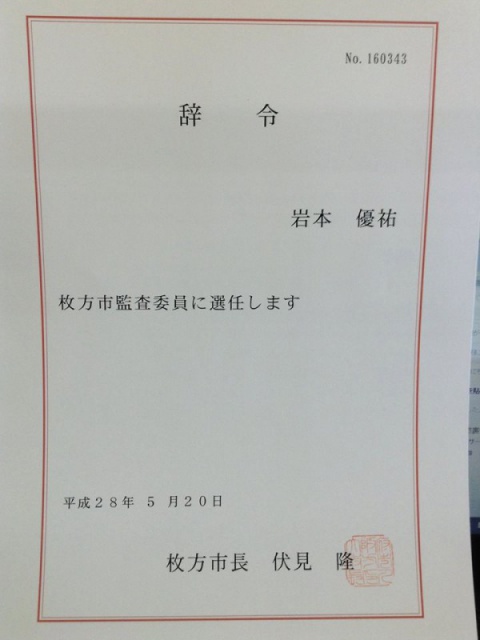 No. 160343
辞　令
岩本　優祐
枚方市監査委員に選任します
平成２８年　５　月２０日
枚方市長　伏見　隆